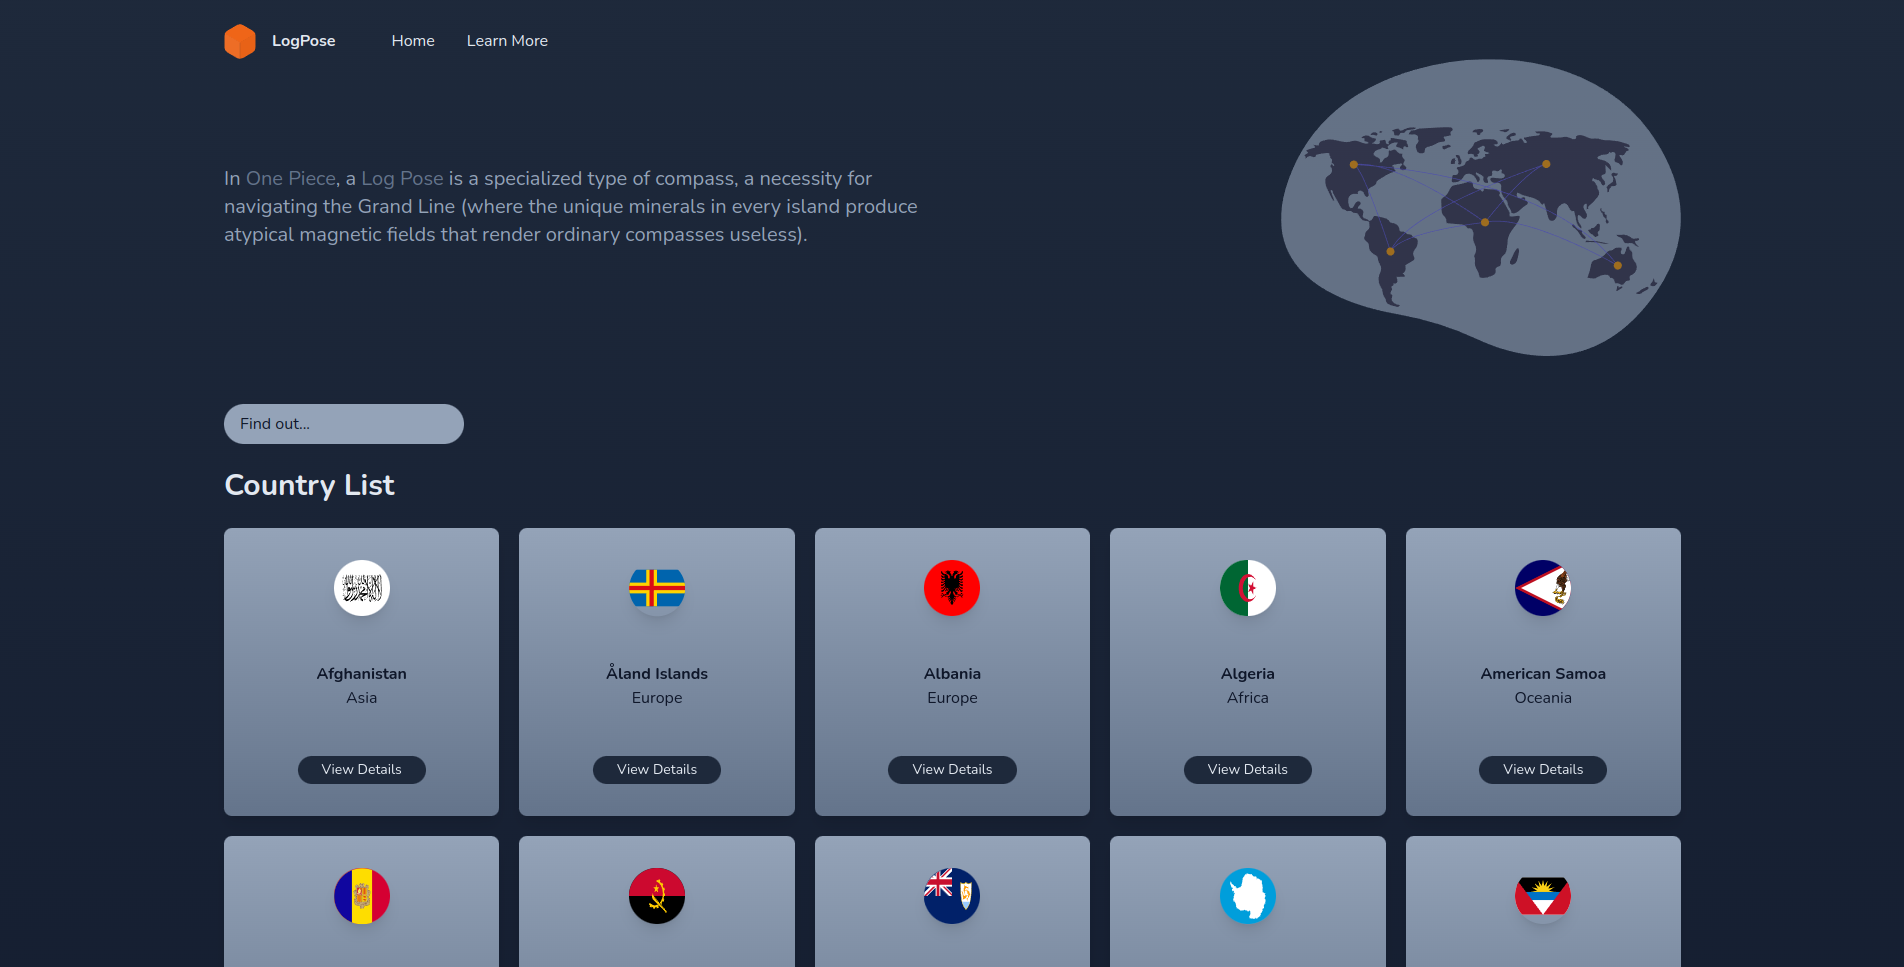 LogPose Home Learn More
In One Piece, a Log Pose is a specialized type of compass, a necessity for
navigating the Grand Line (where the unique minerals in every island produce
atypical magnetic fields that render ordinary compasses useless).
Find out...
Country List
Afghanistan
Asia
View Details
Åland Islands
Europe
View Details
Albania
Europe
View Details
Algeria
Africa
View Details
American Samoa
Oceania
View Details